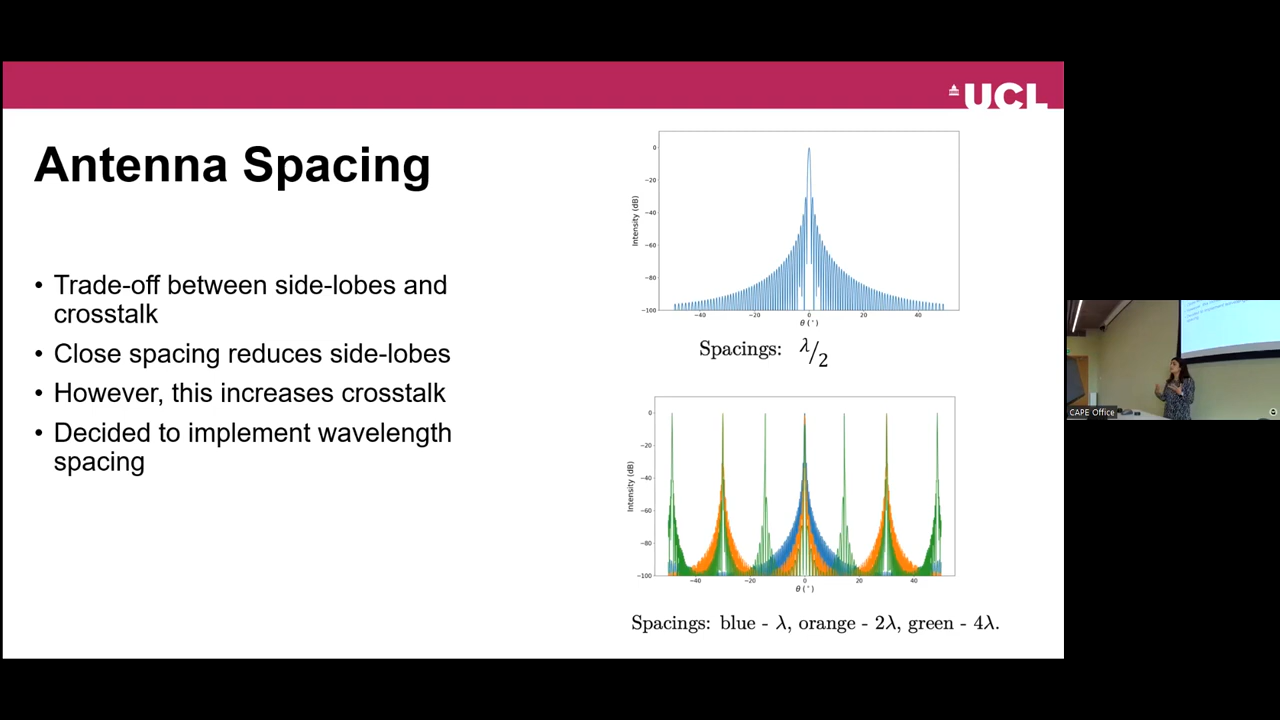 UCL
Antenna Spacing
• Trade-off between side-lobes and
crosstalk
• Close spacing reduces side-lobes
• However, this increases crosstalk
• Decided to implement wavelength
spacing
0
−20
−40
−60
−80
−100
Intensity (dB)
−40 −20 0 20 40
θ (°)
Spacings: λ/2
0
−20
−40
−60
−80
−100
Intensity (dB)
−40 −20 0 20 40
θ (°)
Spacings: blue - λ, orange - 2λ, green - 4λ.
CAPE Office